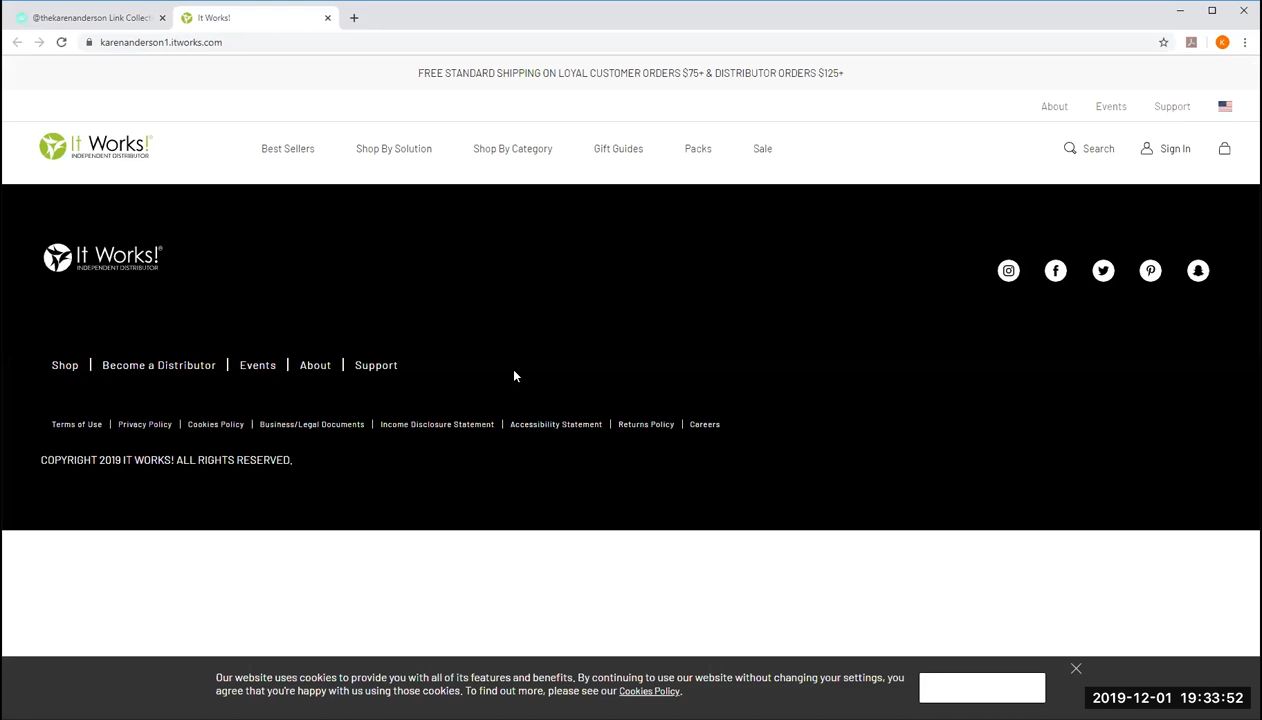 @thekarenanderson Link Collect
It Works!
karenanderson1.itworks.com
K
FREE STANDARD SHIPPING ON LOYAL CUSTOMER ORDERS $75+ & DISTRIBUTOR ORDERS $125+
About Events Support
It Works!®
INDEPENDENT DISTRIBUTOR
Best Sellers Shop By Solution Shop By Category Gift Guides Packs Sale Search Sign In
It Works!®
INDEPENDENT DISTRIBUTOR
Shop | Become a Distributor | Events | About | Support
Terms of Use | Privacy Policy | Cookies Policy | Business/Legal Documents | Income Disclosure Statement | Accessibility Statement | Returns Policy | Careers
COPYRIGHT 2019 IT WORKS! ALL RIGHTS RESERVED.
Our website uses cookies to provide you with all of its features and benefits. By continuing to use our website without changing your settings, you
agree that you're happy with us using those cookies. To find out more, please see our Cookies Policy.
2019-12-01 19:33:52